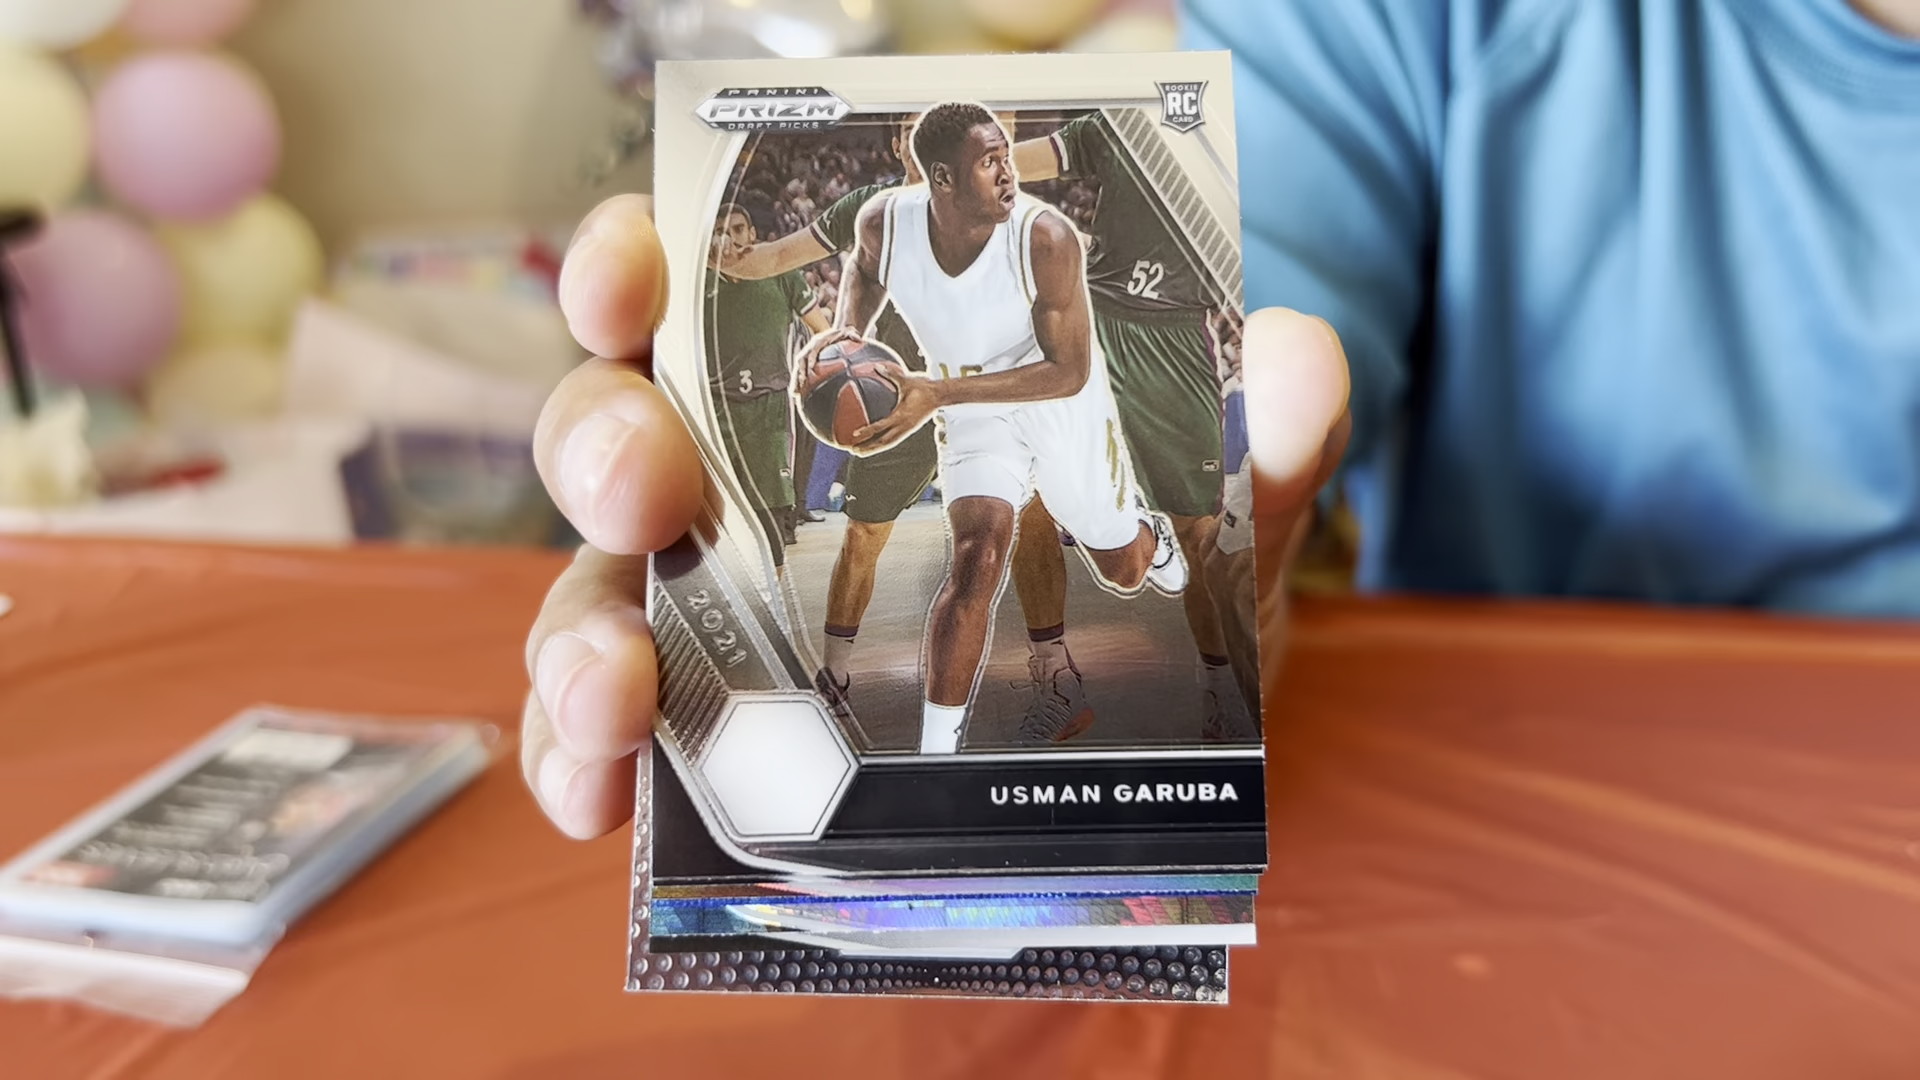 PANINI
PRIZM
DRAFT PICKS
ROOKIE
RC
CARD
52
3
2021
USMAN GARUBA